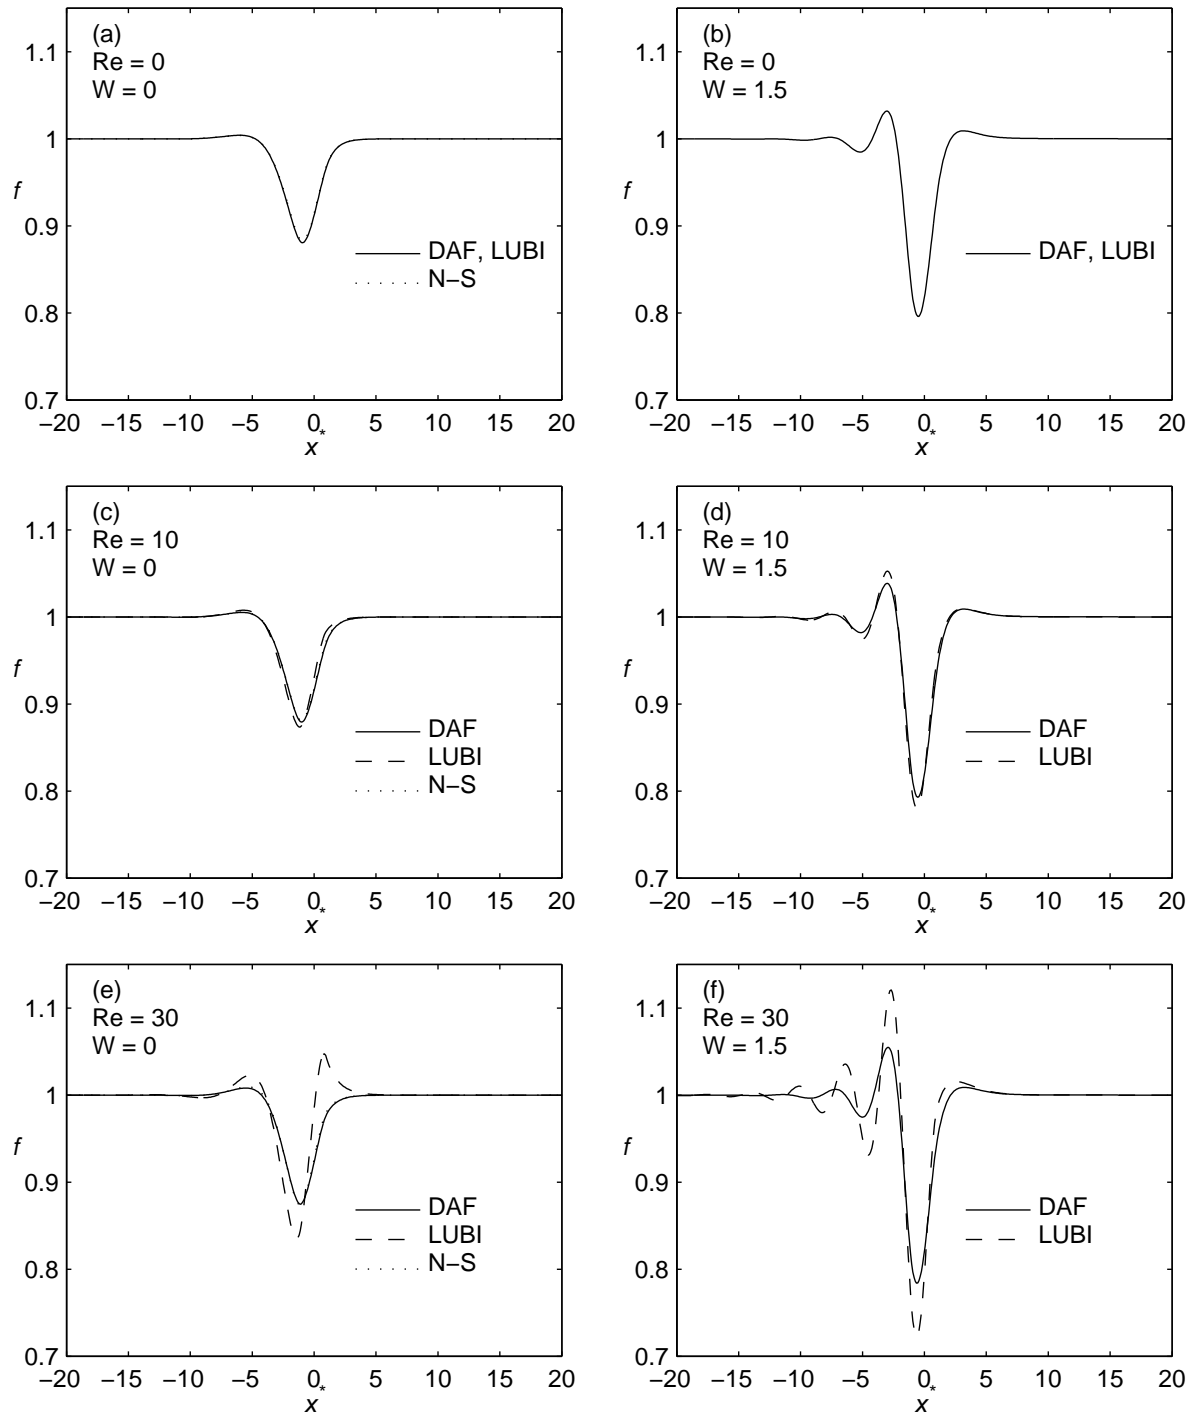 (a)
Re = 0
W = 0
1.1
1
0.9
0.8
0.7
f
DAF, LUBI
N–S
−20 −15 −10 −5 0 5 10 15 20
x*
(b)
Re = 0
W = 1.5
1.1
1
0.9
0.8
0.7
f
DAF, LUBI
−20 −15 −10 −5 0 5 10 15 20
x*
(c)
Re = 10
W = 0
1.1
1
0.9
0.8
0.7
f
DAF
LUBI
N–S
−20 −15 −10 −5 0 5 10 15 20
x*
(d)
Re = 10
W = 1.5
1.1
1
0.9
0.8
0.7
f
DAF
LUBI
−20 −15 −10 −5 0 5 10 15 20
x*
(e)
Re = 30
W = 0
1.1
1
0.9
0.8
0.7
f
DAF
LUBI
N–S
−20 −15 −10 −5 0 5 10 15 20
x*
(f)
Re = 30
W = 1.5
1.1
1
0.9
0.8
0.7
f
DAF
LUBI
−20 −15 −10 −5 0 5 10 15 20
x*